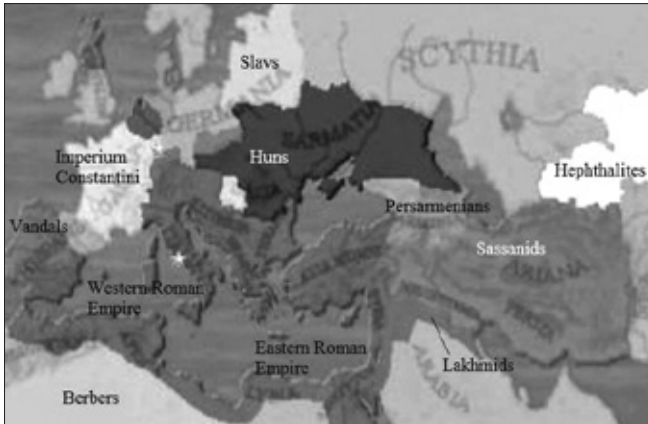 Slavs
SCYTHIA
GERMANIA
SARMATIA
Imperium
Constantini
Huns
Hephthalites
Vandals
Persarmenians
Sassanids
ARIANA
Western Roman
Empire
Eastern Roman
Empire
Lakhmids
ARABIA
Berbers